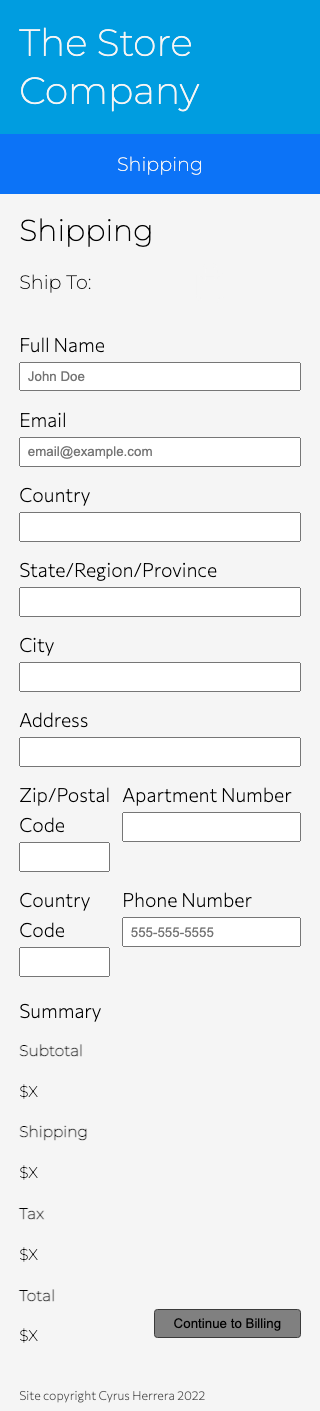 The Store
Company
Shipping
Shipping
Ship To:
Full Name
John Doe
Email
email@example.com
Country
State/Region/Province
City
Address
Zip/Postal
Code
Apartment Number
Country
Code
Phone Number
555-555-5555
Summary
Subtotal
$X
Shipping
$X
Tax
$X
Total
$X
Continue to Billing
Site copyright Cyrus Herrera 2022